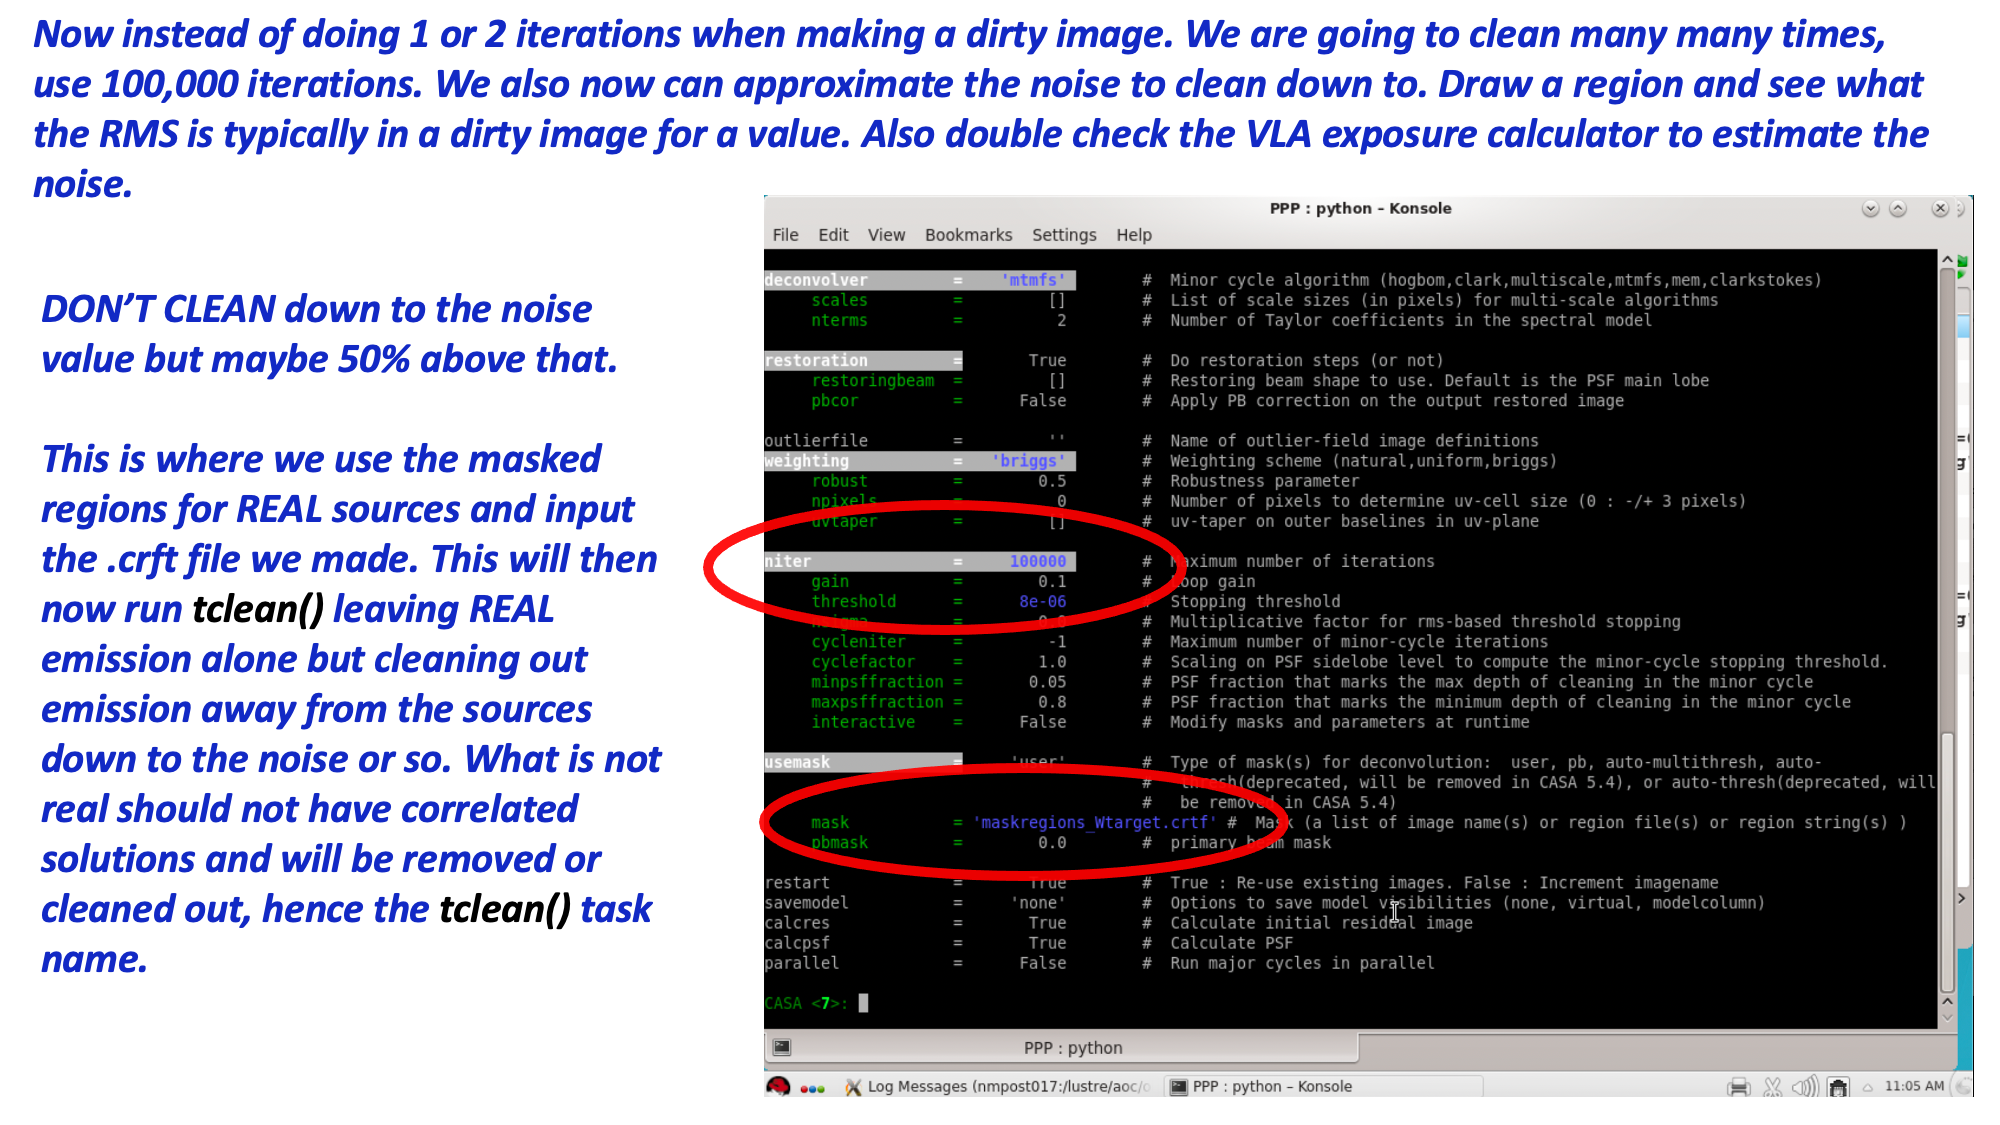 Now instead of doing 1 or 2 iterations when making a dirty image. We are going to clean many many times,
use 100,000 iterations. We also now can approximate the noise to clean down to. Draw a region and see what
the RMS is typically in a dirty image for a value. Also double check the VLA exposure calculator to estimate the
noise.
DON'T CLEAN down to the noise
value but maybe 50% above that.
This is where we use the masked
regions for REAL sources and input
the .crft file we made. This will then
now run tclean() leaving REAL
emission alone but cleaning out
emission away from the sources
down to the noise or so. What is not
real should not have correlated
solutions and will be removed or
cleaned out, hence the tclean() task
name.
PPP : python – Konsole
File Edit View Bookmarks Settings Help
deconvolver = 'mtmfs' # Minor cycle algorithm (hogbom,clark,multiscale,mtmfs,mem,clarkstokes)
scales = [] # List of scale sizes (in pixels) for multi-scale algorithms
nterms = 2 # Number of Taylor coefficients in the spectral model
restoration = True # Do restoration steps (or not)
restoringbeam = [] # Restoring beam shape to use. Default is the PSF main lobe
pbcor = False # Apply PB correction on the output restored image
outlierfile = '' # Name of outlier-field image definitions
weighting = 'briggs' # Weighting scheme (natural,uniform,briggs)
robust = 0.5 # Robustness parameter
npixels = 0 # Number of pixels to determine uv-cell size (0 : -/+ 3 pixels)
uvtaper = [] # uv-taper on outer baselines in uv-plane
niter = 100000 # Maximum number of iterations
gain = 0.1 # Loop gain
threshold = 8e-06 # Stopping threshold
nsigma = 0.0 # Multiplicative factor for rms-based threshold stopping
cycleniter = -1 # Maximum number of minor-cycle iterations
cyclefactor = 1.0 # Scaling on PSF sidelobe level to compute the minor-cycle stopping threshold.
minpsffraction = 0.05 # PSF fraction that marks the max depth of cleaning in the minor cycle
maxpsffraction = 0.8 # PSF fraction that marks the minimum depth of cleaning in the minor cycle
interactive = False # Modify masks and parameters at runtime
usemask = 'user' # Type of mask(s) for deconvolution: user, pb, auto-multithresh, auto-
# thresh(deprecated, will be removed in CASA 5.4), or auto-thresh(deprecated, will
# be removed in CASA 5.4)
mask = 'maskregions_Wtarget.crtf' # Mask (a list of image name(s) or region file(s) or region string(s) )
pbmask = 0.0 # primary beam mask
restart = True # True : Re-use existing images. False : Increment imagename
savemodel = 'none' # Options to save model visibilities (none, virtual, modelcolumn)
calcres = True # Calculate initial residual image
calcpsf = True # Calculate PSF
parallel = False # Run major cycles in parallel
CASA <7>:
PPP : python
Log Messages (nmpost017:/lustre/aoc/
PPP : python – Konsole
11:05 AM